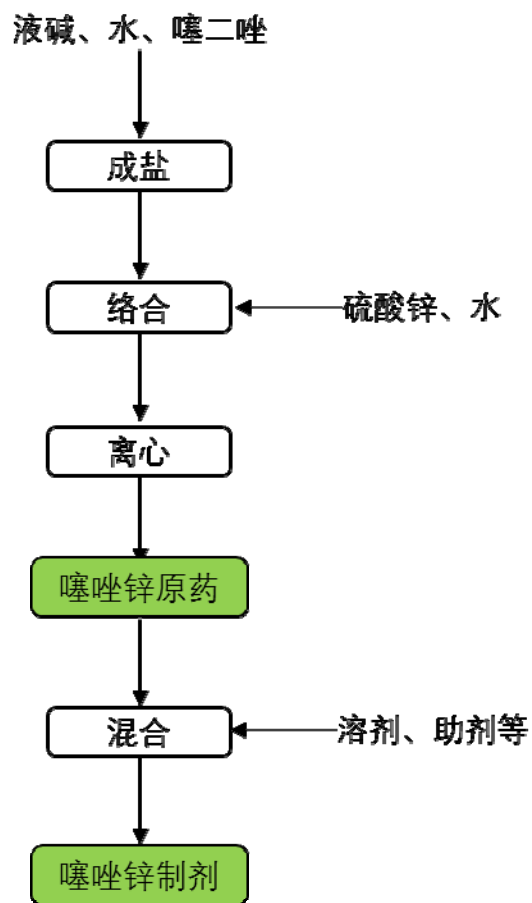 液碱、水、噻二唑
成盐
络合
硫酸锌、水
离心
噻唑锌原药
混合
溶剂、助剂等
噻唑锌制剂